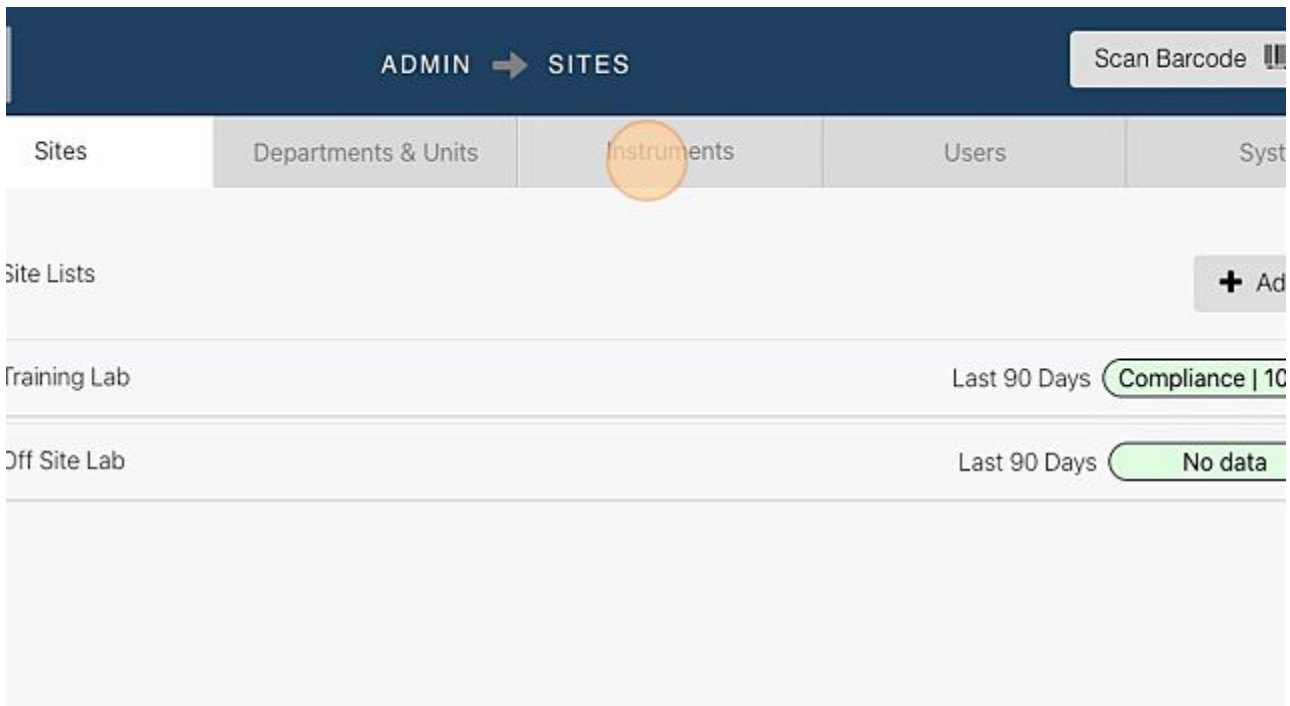 ADMIN SITES
Scan Barcode
Sites Departments & Units Instruments Users Syst
Site Lists
Ad
Training Lab Last 90 Days Compliance | 10
Off Site Lab Last 90 Days No data